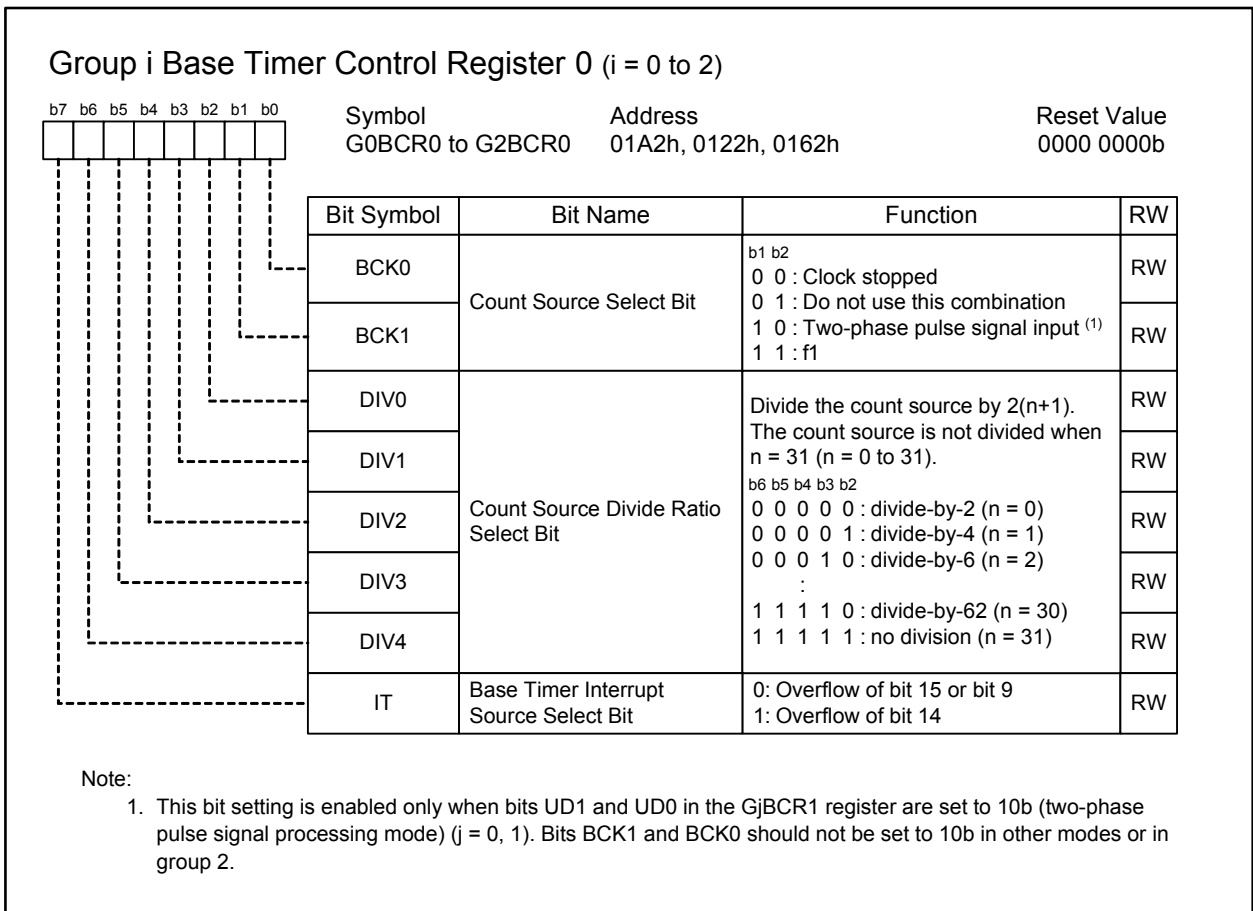 Group i Base Timer Control Register 0 (i = 0 to 2)
b7 b6 b5 b4 b3 b2 b1 b0
Symbol Address Reset Value
G0BCR0 to G2BCR0 01A2h, 0122h, 0162h 0000 0000b
Bit Symbol Bit Name Function RW
BCK0
BCK1
Count Source Select Bit
b1 b2
0 0 : Clock stopped
0 1 : Do not use this combination
1 0 : Two-phase pulse signal input (1)
1 1 : f1
RW
RW
DIV0
DIV1
DIV2
DIV3
DIV4
Count Source Divide Ratio
Select Bit
Divide the count source by 2(n+1).
The count source is not divided when
n = 31 (n = 0 to 31).
b6 b5 b4 b3 b2
0 0 0 0 0 : divide-by-2 (n = 0)
0 0 0 0 1 : divide-by-4 (n = 1)
0 0 0 1 0 : divide-by-6 (n = 2)
:
1 1 1 1 0 : divide-by-62 (n = 30)
1 1 1 1 1 : no division (n = 31)
RW
RW
RW
RW
RW
IT
Base Timer Interrupt
Source Select Bit
0: Overflow of bit 15 or bit 9
1: Overflow of bit 14
RW
Note:
1. This bit setting is enabled only when bits UD1 and UD0 in the GjBCR1 register are set to 10b (two-phase
pulse signal processing mode) (j = 0, 1). Bits BCK1 and BCK0 should not be set to 10b in other modes or in
group 2.